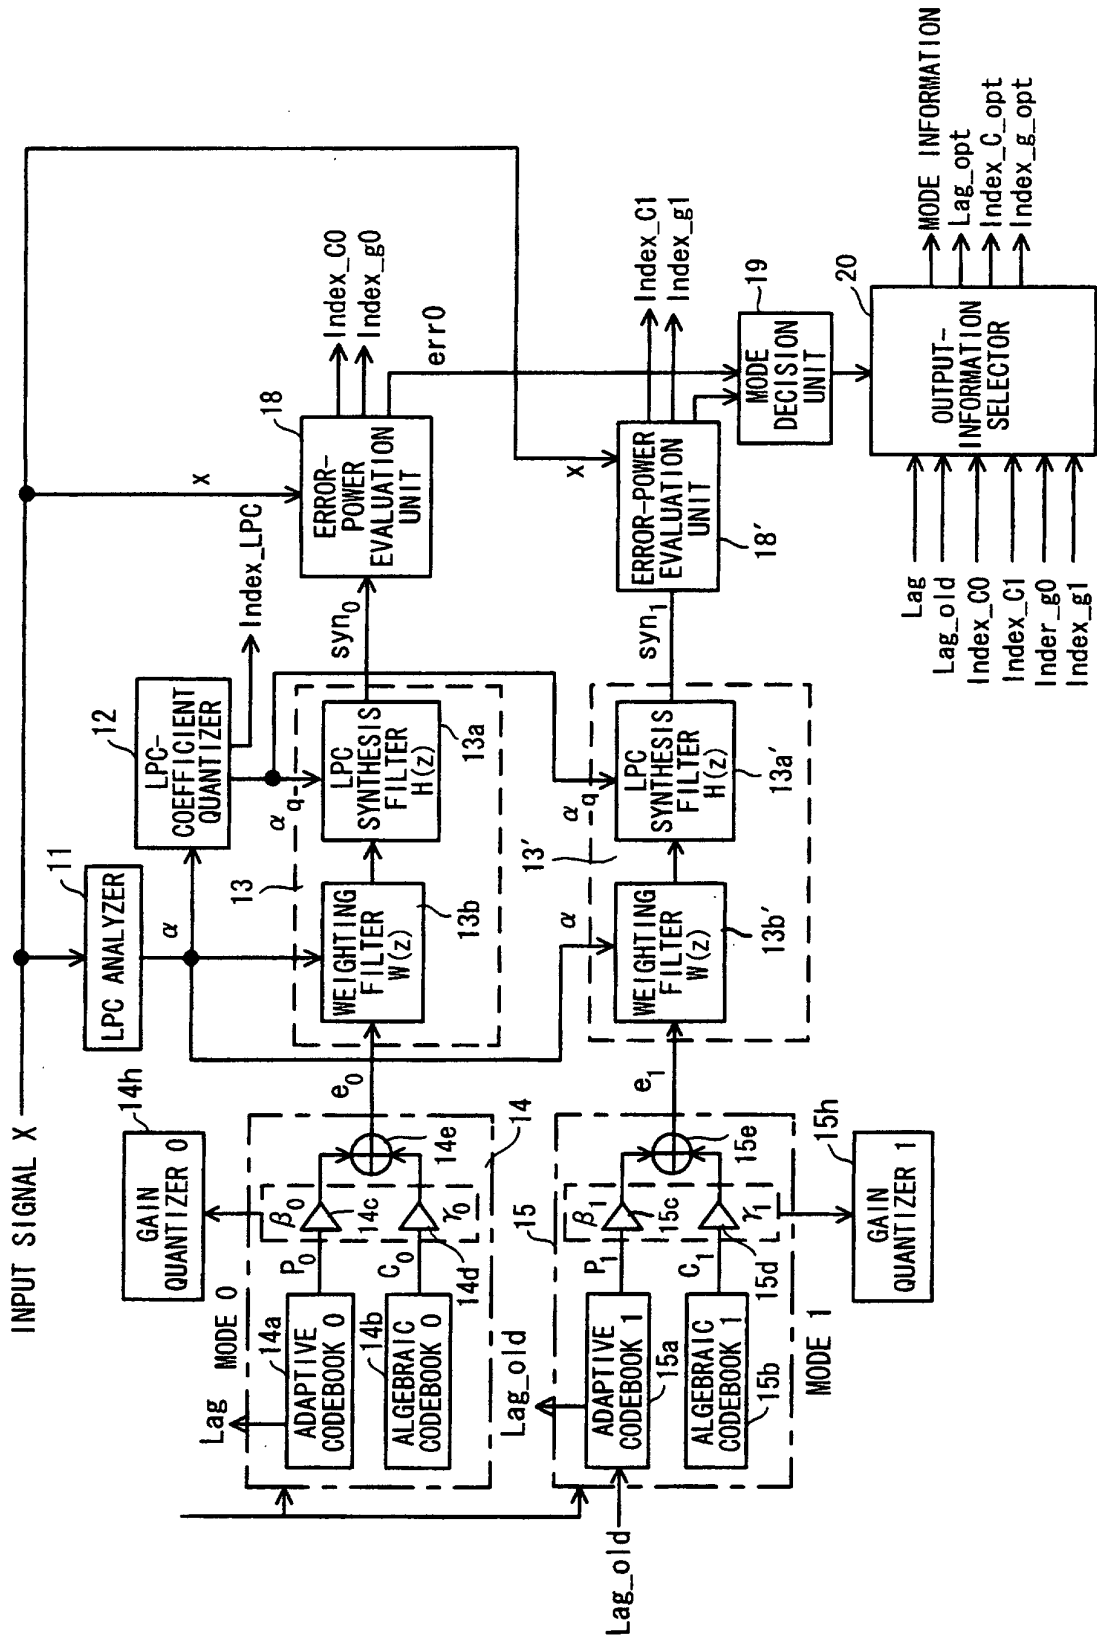 INPUT SIGNAL X
11
LPC ANALYZER
α
12
LPC-
COEFFICIENT
QUANTIZER
Index_LPC
x
18
ERROR-
POWER
EVALUATION
UNIT
Index_C0
Index_g0
err0
14h
GAIN
QUANTIZER 0
Lag
MODE 0
14a
ADAPTIVE
CODEBOOK 0
14b
ALGEBRAIC
CODEBOOK 0
P0
C0
β0
14c
γ0
14d
14e
14
e0
13
WEIGHTING
FILTER
W(z)
13b
αq
LPC
SYNTHESIS
FILTER
H(z)
13a
syn0
Lag_old
Lag_old
15
ADAPTIVE
CODEBOOK 1
15a
ALGEBRAIC
CODEBOOK 1
15b
MODE 1
P1
C1
β1
15c
γ1
15d
15e
15h
GAIN
QUANTIZER 1
e1
α
13'
WEIGHTING
FILTER
W(z)
13b'
αq
LPC
SYNTHESIS
FILTER
H(z)
13a'
syn1
x
ERROR-POWER
EVALUATION
UNIT
18'
Index_C1
Index_g1
19
MODE
DECISION
UNIT
20
OUTPUT-
INFORMATION
SELECTOR
Lag
Lag_old
Index_C0
Index_C1
Inder_g0
Index_g1
MODE INFORMATION
Lag_opt
Index_C_opt
Index_g_opt